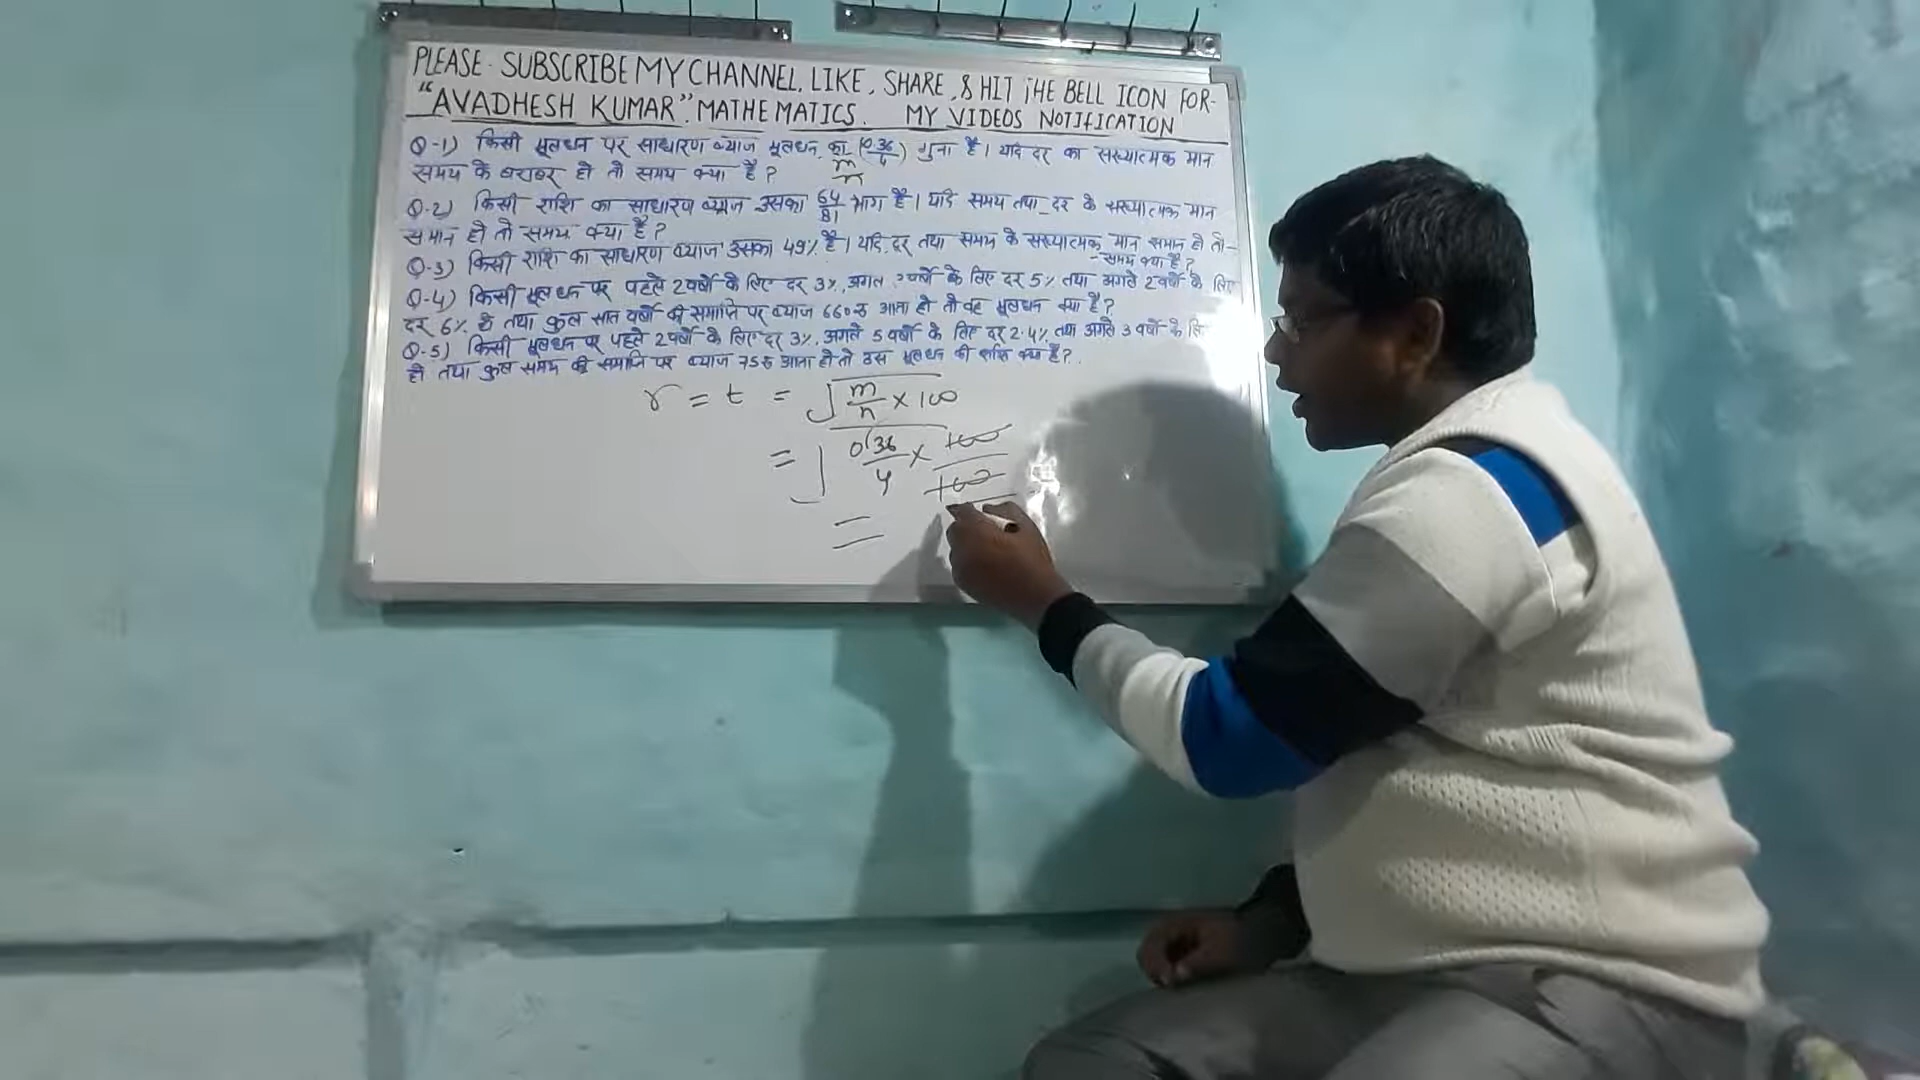 PLEASE. SUBSCRIBE MY CHANNEL, LIKE, SHARE, & HIT THE BELL ICON FOR-
"AVADHESH KUMAR". MATHEMATICS. MY VIDEOS NOTIFICATION
Q-1) किसी मूलधन पर साधारण ब्याज मूलधन का (0.36/4) गुना है। यदि दर का संख्यात्मक मान
समय के बराबर हो तो समय क्या है? m/n
Q-2) किसी राशि का साधारण ब्याज उसका 64/81 भाग है। यदि समय तथा दर के संख्यात्मक मान
समान हो तो समय क्या है?
Q-3) किसी राशि का साधारण ब्याज उसका 49% है। यदि दर तथा समय के संख्यात्मक मान समान हो तो-
-समय क्या है?
Q-4) किसी मूलधन पर पहले 2 वर्षो के लिए दर 3%, अगले वर्षो के लिए दर 5% तथा अगले 2 वर्षो के लिए
दर 6% है तथा कुल सात वर्षो की समाप्ति पर ब्याज 660रु आता हो तो वह मूलधन क्या है?
Q-5) किसी मूलधन पर पहले 2 वर्षो के लिए दर 3%, अगले 5 वर्षो के लिए दर 2.4% तथा अगले 3 वर्षो के
हो तथा कुल समय की समाप्ति पर ब्याज आता हो तो उस मूलधन की राशि क्या है?
r = t = √(m/n × 100)
= √(0.36/4 × 100/100)
=